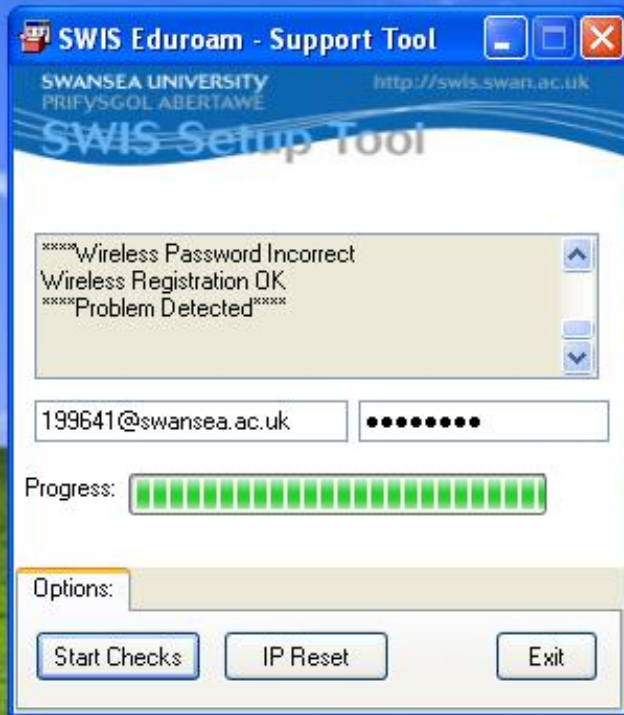 SWIS Eduroam - Support Tool
SWANSEA UNIVERSITY
PRIFYSGOL ABERTAWE
http://swis.swan.ac.uk
SWIS Setup Tool
****Wireless Password Incorrect
Wireless Registration OK
****Problem Detected****
199641@swansea.ac.uk
●●●●●●●●
Progress:
Options:
Start Checks
IP Reset
Exit